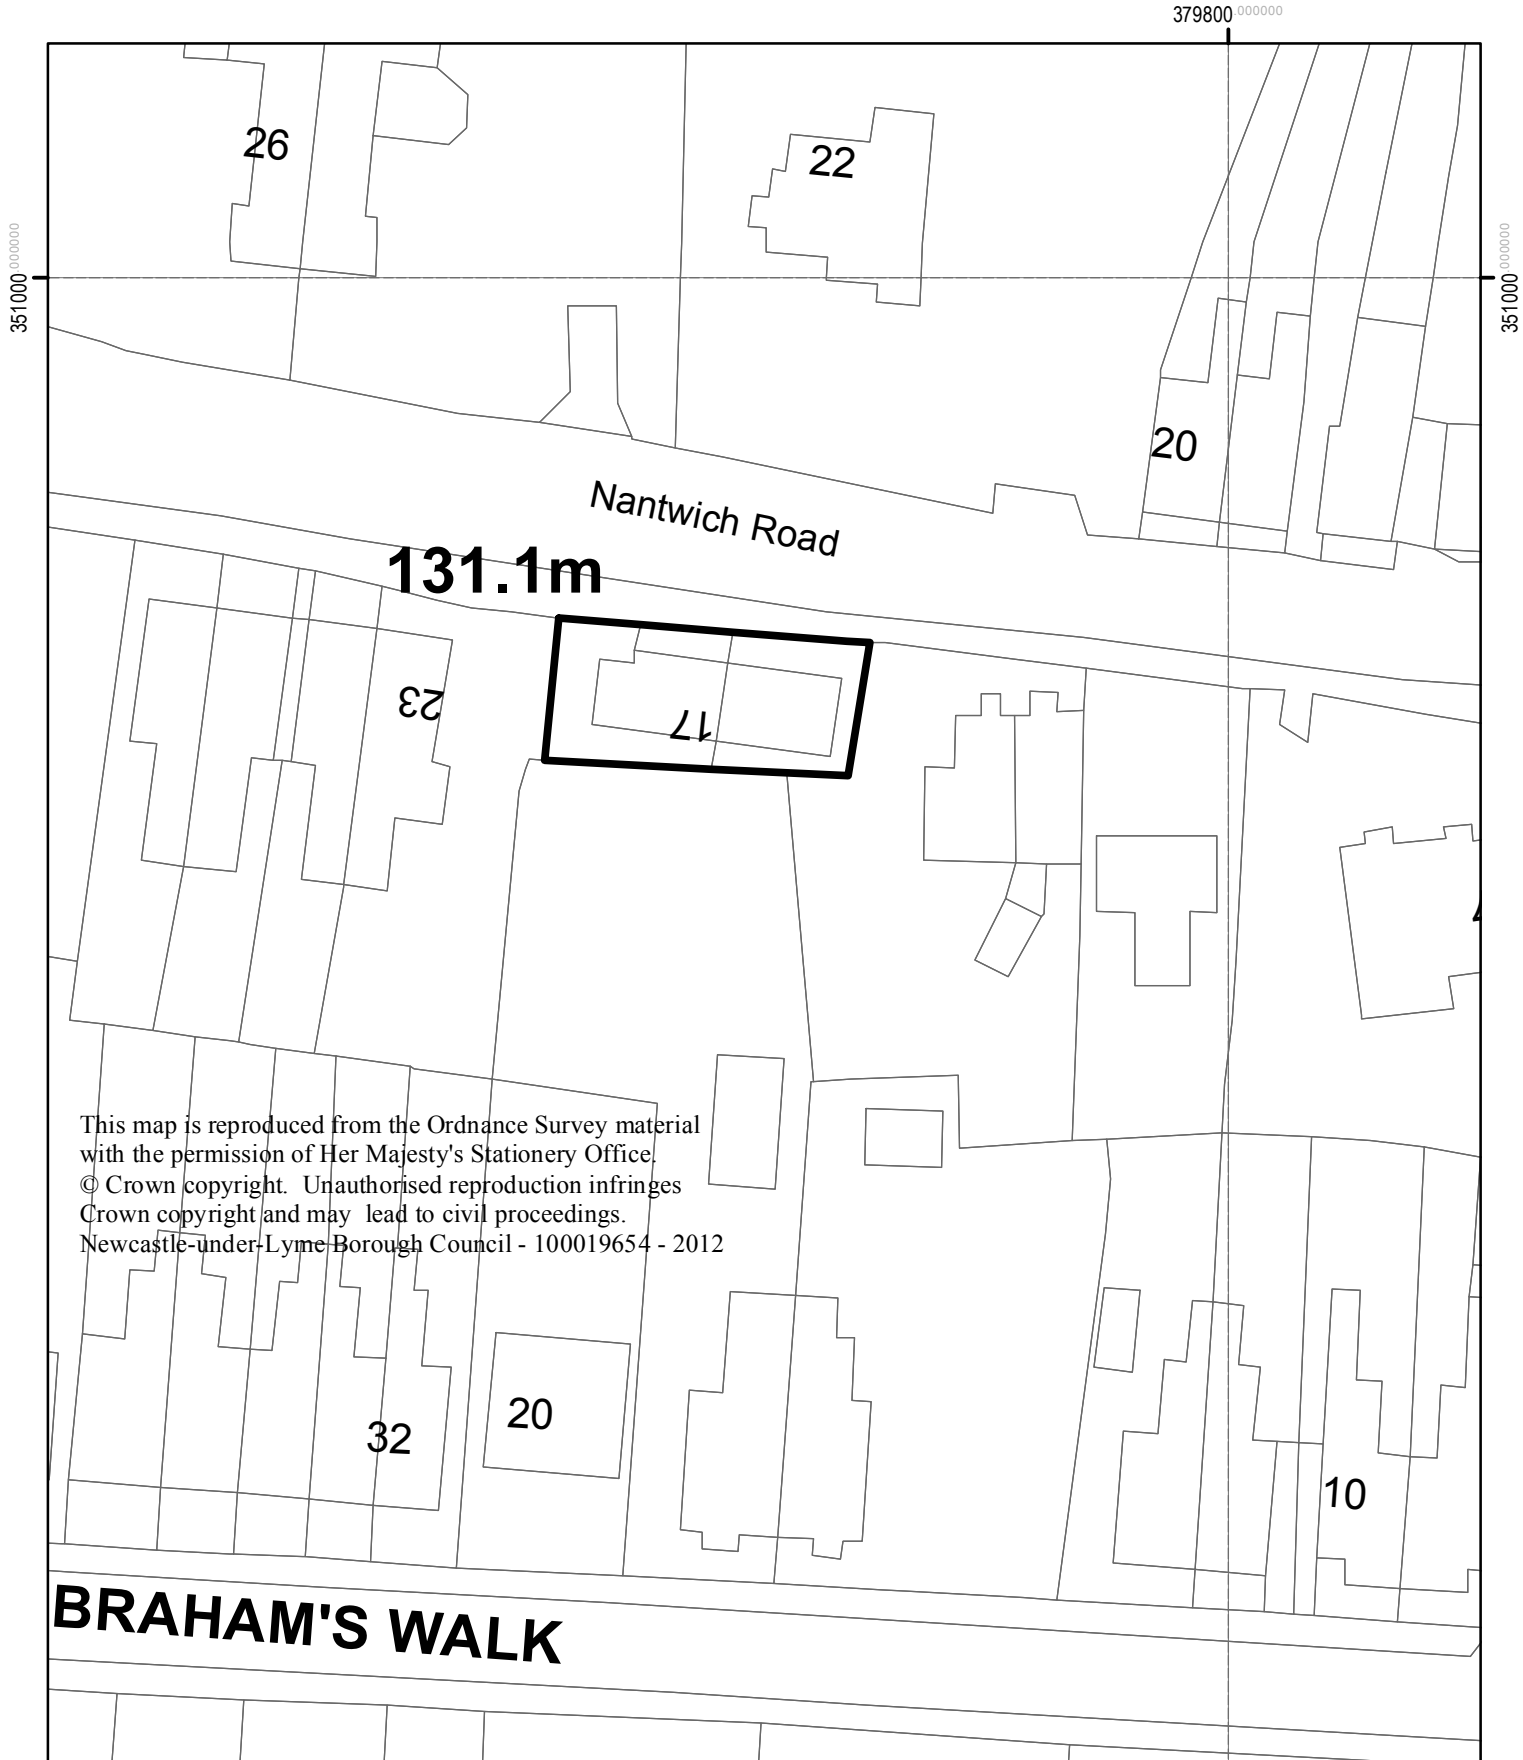 379800.000000
351000.000000
351000.000000
26
22
20
Nantwich Road
131.1m
23
17
This map is reproduced from the Ordnance Survey material
with the permission of Her Majesty's Stationery Office.
© Crown copyright. Unauthorised reproduction infringes
Crown copyright and may lead to civil proceedings.
Newcastle-under-Lyme Borough Council - 100019654 - 2012
32
20
10
BRAHAM'S WALK